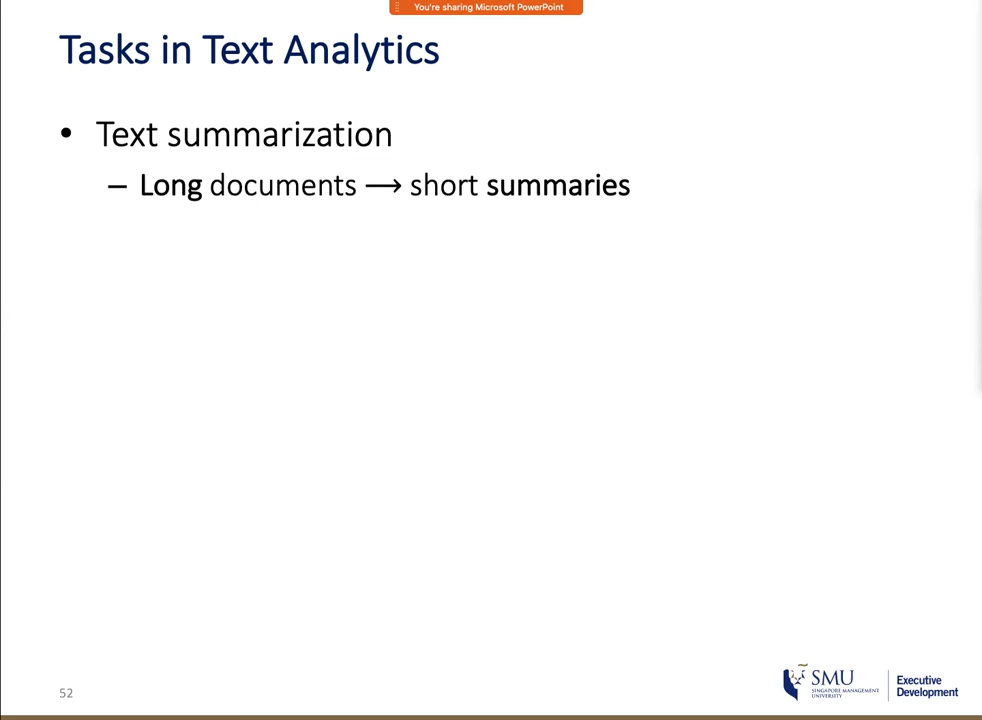 You're sharing Microsoft PowerPoint
Tasks in Text Analytics
• Text summarization
– Long documents ⟶ short summaries
52
SMU
SINGAPORE MANAGEMENT
UNIVERSITY
Executive
Development